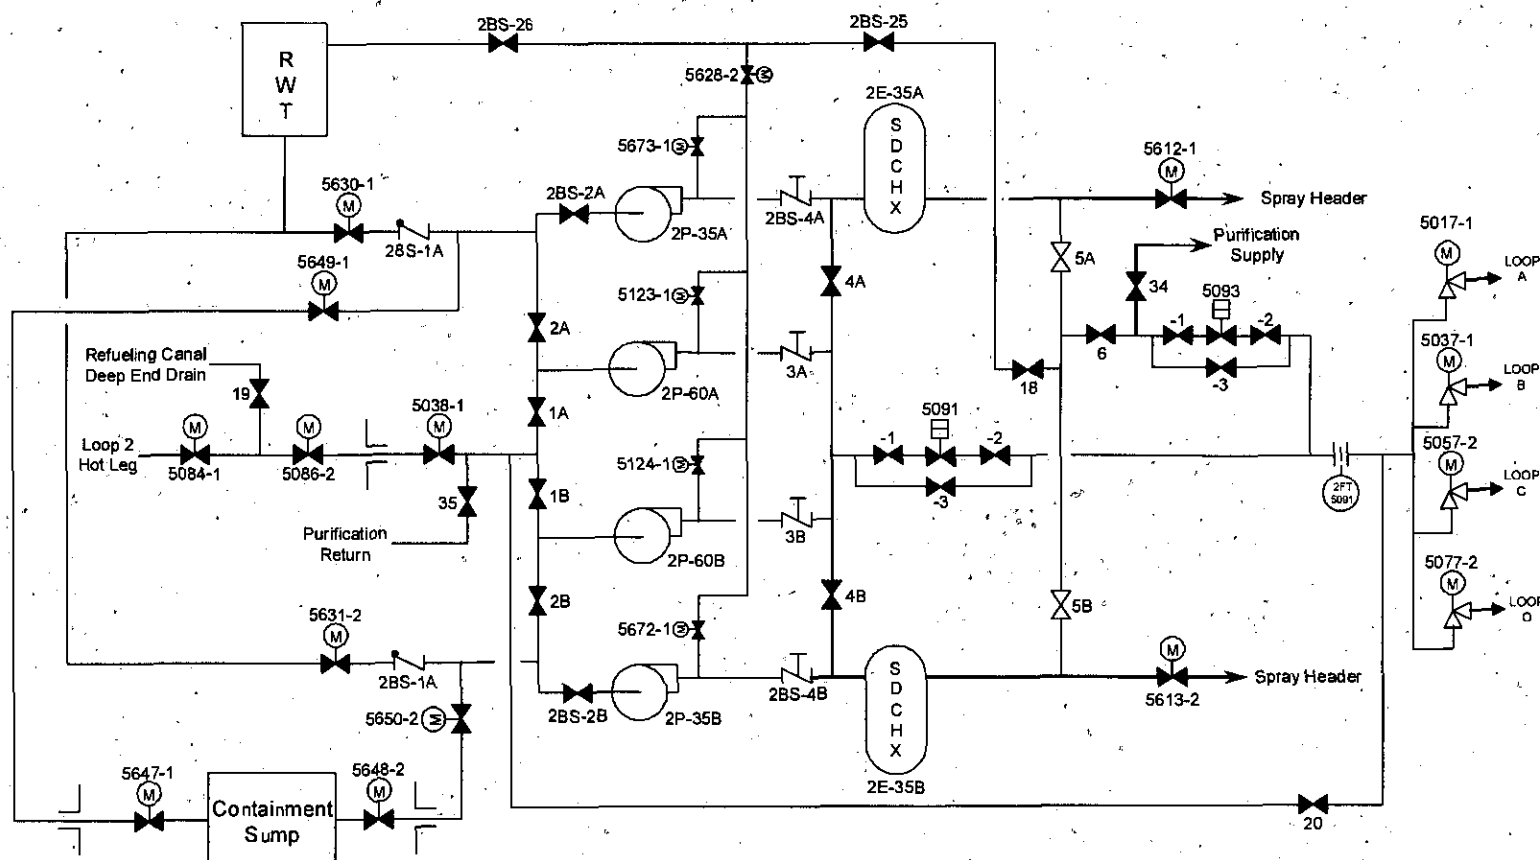 2BS-26
2BS-25
R
W
T
5628-2
M
2E-35A
S
D
C
H
X
5673-1
M
5612-1
M
Spray Header
5630-1
M
28S-1A
2BS-2A
2P-35A
2BS-4A
Purification
Supply
5017-1
M
LOOP
A
5649-1
M
5A
34
5123-1
M
4A
5093
-1
-2
2A
6
-3
Refueling Canal
Deep End Drain
19
2P-60A
3A
18
5037-1
M
LOOP
B
1A
5038-1
M
5091
-1
-2
Loop 2
Hot Leg
M
5084-1
M
5086-2
5124-1
M
-3
2FT
5091
5057-2
M
LOOP
C
35
1B
Purification
Return
2P-60B
3B
2B
4B
5B
5077-2
M
LOOP
5631-2
M
5672-1
M
2BS-1A
2BS-2B
2P-35B
2BS-4B
S
D
C
H
X
M
5613-2
Spray Header
5650-2
M
2E-35B
5647-1
M
Containment
Sump
5648-2
M
20